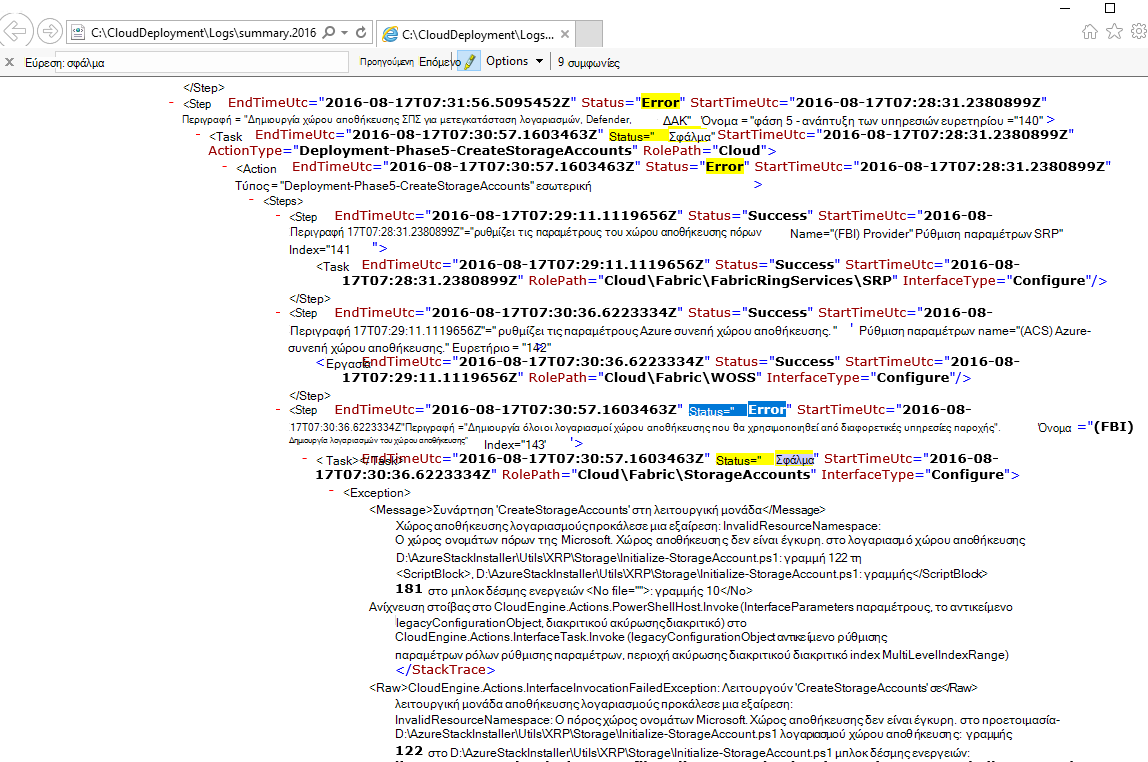 C:\CloudDeployment\Logs\summary.2016
C:\CloudDeployment\Logs...
Εύρεση: σφάλμα
Προηγούμενη Επόμενο Options 9 συμφωνίες
</Step>
- <Step EndTimeUtc="2016-08-17T07:31:56.5095452Z" Status="Error" StartTimeUtc="2016-08-17T07:28:31.2380899Z"
Περιγραφή = "Δημιουργία χώρου αποθήκευσης ΣΠΣ για μετεγκατάσταση λογαριασμών, Defender, ΔΑΚ" Όνομα = "φάση 5 - ανάπτυξη των υπηρεσιών ευρετηρίου ="140" >
- <Task EndTimeUtc="2016-08-17T07:30:57.1603463Z" Status=" Σφάλμα" StartTimeUtc="2016-08-17T07:28:31.2380899Z"
ActionType="Deployment-Phase5-CreateStorageAccounts" RolePath="Cloud">
- <Action EndTimeUtc="2016-08-17T07:30:57.1603463Z" Status="Error" StartTimeUtc="2016-08-17T07:28:31.2380899Z"
Τύπος = "Deployment-Phase5-CreateStorageAccounts" εσωτερική >
- <Steps>
- <Step EndTimeUtc="2016-08-17T07:29:11.1119656Z" Status="Success" StartTimeUtc="2016-08-
Περιγραφή 17T07:28:31.2380899Z"="ρυθμίζει τις παραμέτρους του χώρου αποθήκευσης πόρων Name="(FBI) Provider" Ρύθμιση παραμέτρων SRP"
Index="141 ">
<Task EndTimeUtc="2016-08-17T07:29:11.1119656Z" Status="Success" StartTimeUtc="2016-08-
17T07:28:31.2380899Z" RolePath="Cloud\Fabric\FabricRingServices\SRP" InterfaceType="Configure"/>
</Step>
- <Step EndTimeUtc="2016-08-17T07:30:36.6223334Z" Status="Success" StartTimeUtc="2016-08-
Περιγραφή 17T07:29:11.1119656Z"=" ρυθμίζει τις παραμέτρους Azure συνεπή χώρου αποθήκευσης. " ' Ρύθμιση παραμέτρων name="(ACS) Azure-
συνεπή χώρου αποθήκευσης." Ευρετήριο = "142"
<Εργασία EndTimeUtc="2016-08-17T07:30:36.6223334Z" Status="Success" StartTimeUtc="2016-08-
17T07:29:11.1119656Z" RolePath="Cloud\Fabric\WOSS" InterfaceType="Configure"/>
</Step>
- <Step EndTimeUtc="2016-08-17T07:30:57.1603463Z" Status=" Error" StartTimeUtc="2016-08-
17T07:30:36.6223334Z"Περιγραφή ="Δημιουργία όλοιοι λογαριασμοί χώρου αποθήκευσης που θα χρησιμοποιηθεί από διαφορετικές υπηρεσίες παροχής". Όνομα ="(FBI)
Δημιουργία λογαριασμών του χώρου αποθήκευσης" Index="143' '>
- < Task></Task> EndTimeUtc="2016-08-17T07:30:57.1603463Z" Status=" Σφάλμα" StartTimeUtc="2016-08-
17T07:30:36.6223334Z" RolePath="Cloud\Fabric\StorageAccounts" InterfaceType="Configure">
- <Exception>
<Message>Συνάρτηση 'CreateStorageAccounts' στη λειτουργική μονάδα</Message>
Χώρος αποθήκευσης λογαριασμούς προκάλεσε μια εξαίρεση: InvalidResourceNamespace:
Ο χώρος ονομάτων πόρων της Microsoft. Χώρος αποθήκευσης δεν είναι έγκυρη. στο λογαριασμό χώρου αποθήκευσης
D:\AzureStackInstaller\Utils\XRP\Storage\Initialize-StorageAccount.ps1: γραμμή 122 τη
<ScriptBlock>, D:\AzureStackInstaller\Utils\XRP\Storage\Initialize-StorageAccount.ps1: γραμμής</ScriptBlock>
181 στο μπλοκ δέσμης ενεργειών <No file="">: γραμμής 10</No>
Ανίχνευση στοίβας στο CloudEngine.Actions.PowerShellHost.Invoke (InterfaceParameters παραμέτρους, το αντικείμενο
legacyConfigurationObject, διακριτικού ακύρωσης διακριτικό) στο
CloudEngine.Actions.InterfaceTask.Invoke (legacyConfigurationObject αντικείμενο ρύθμισης
παραμέτρων ρόλων ρύθμισης παραμέτρων, περιοχή ακύρωσης διακριτικού διακριτικό index MultiLevelIndexRange)
</StackTrace>
<Raw>CloudEngine.Actions.InterfaceInvocationFailedException: Λειτουργούν 'CreateStorageAccounts' σε</Raw>
λειτουργική μονάδα αποθήκευσης λογαριασμούς προκάλεσε μια εξαίρεση:
InvalidResourceNamespace: Ο πόρος χώρος ονομάτων Microsoft. Χώρος αποθήκευσης δεν είναι έγκυρη. στο προετοιμασία-
D:\AzureStackInstaller\Utils\XRP\Storage\Initialize-StorageAccount.ps1 λογαριασμού χώρου αποθήκευσης: γραμμής
122 στο D:\AzureStackInstaller\Utils\XRP\Storage\Initialize-StorageAccount.ps1 μπλοκ δέσμης ενεργειών: